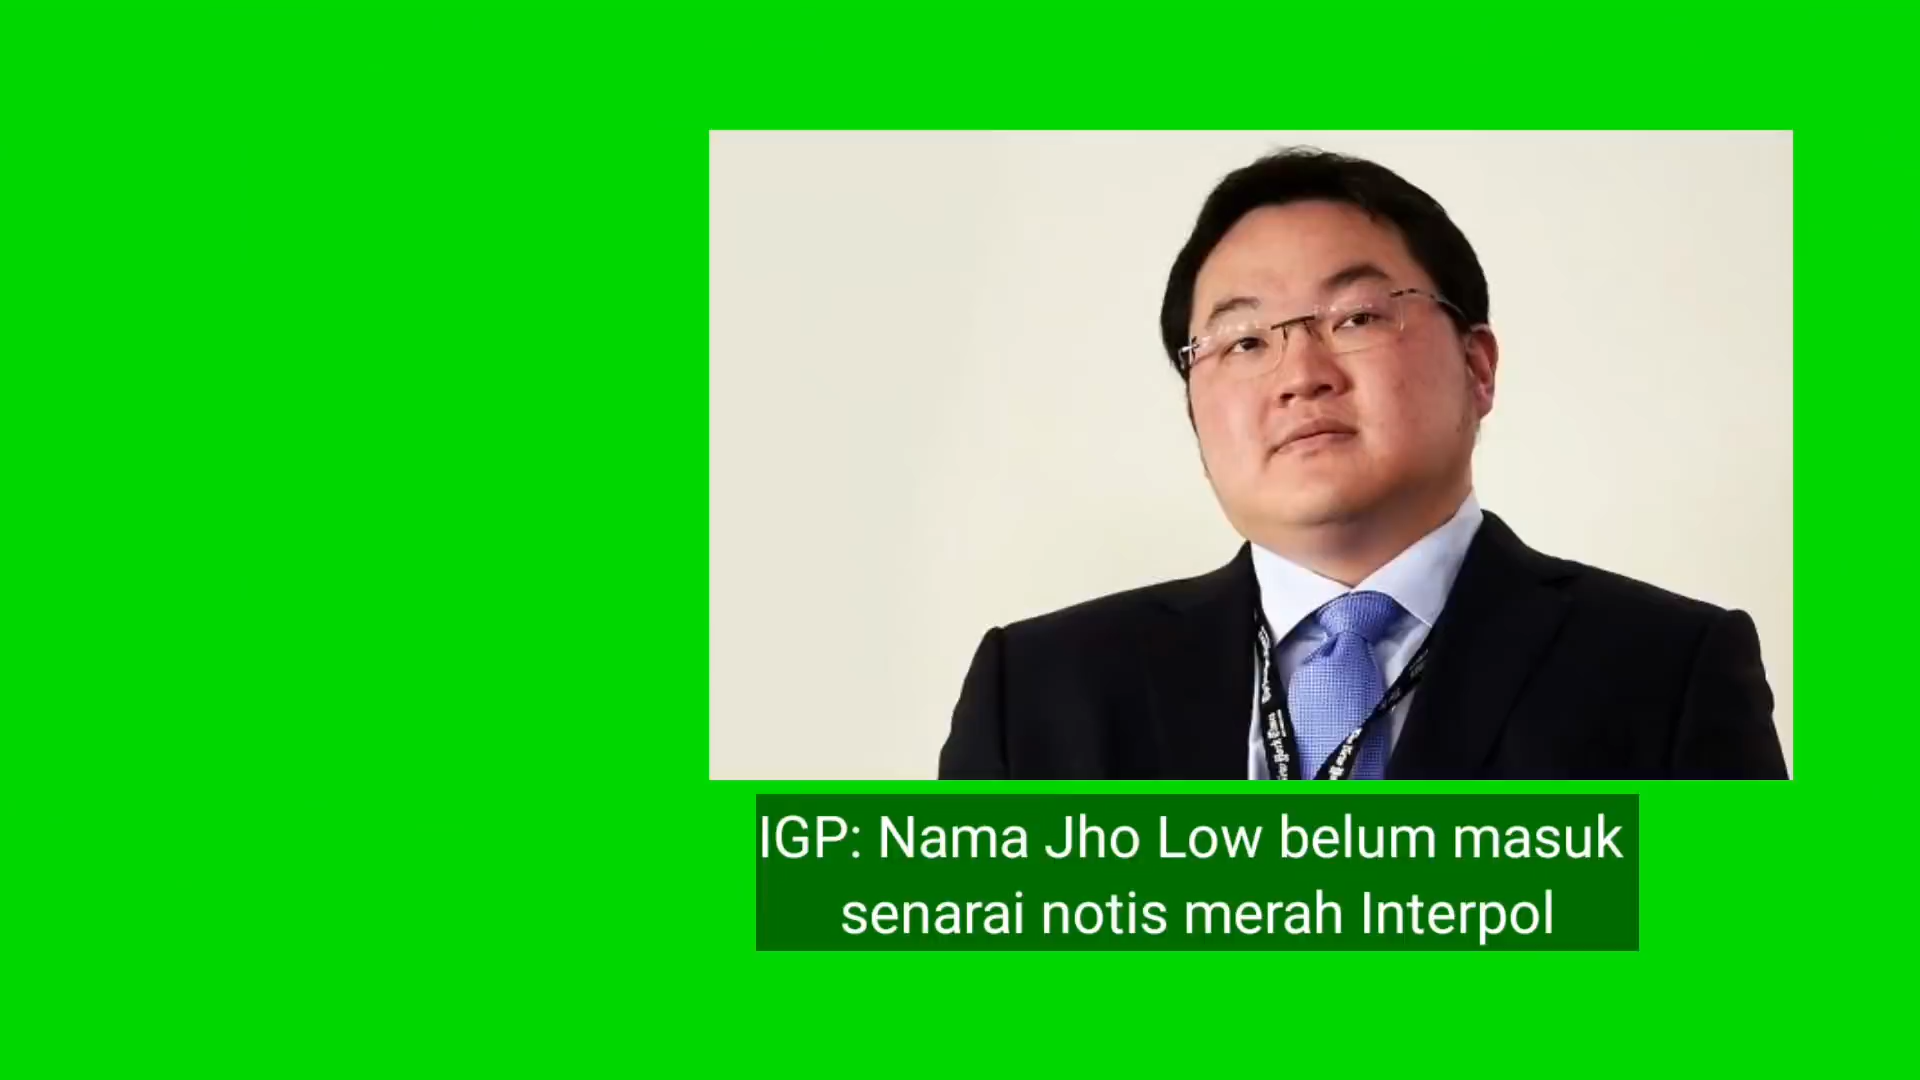 IGP: Nama Jho Low belum masuk
senarai notis merah Interpol